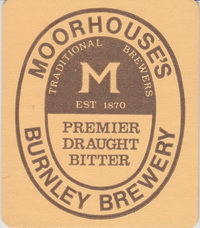 MOORHOUSE'S
TRADITIONAL BREWERS
M
EST 1870
PREMIER
DRAUGHT
BITTER
BURNLEY BREWERY